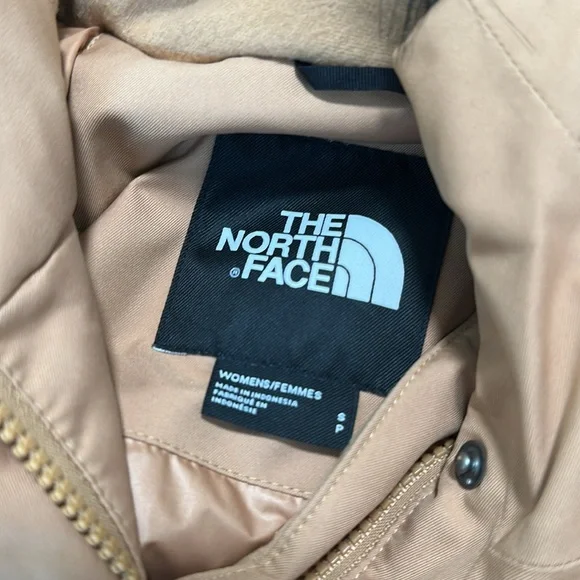 THE
NORTH
® FACE
WOMENS/FEMMES
MADE IN INDONESIA
FABRIQUÉ EN
INDONÉSIE
S
P